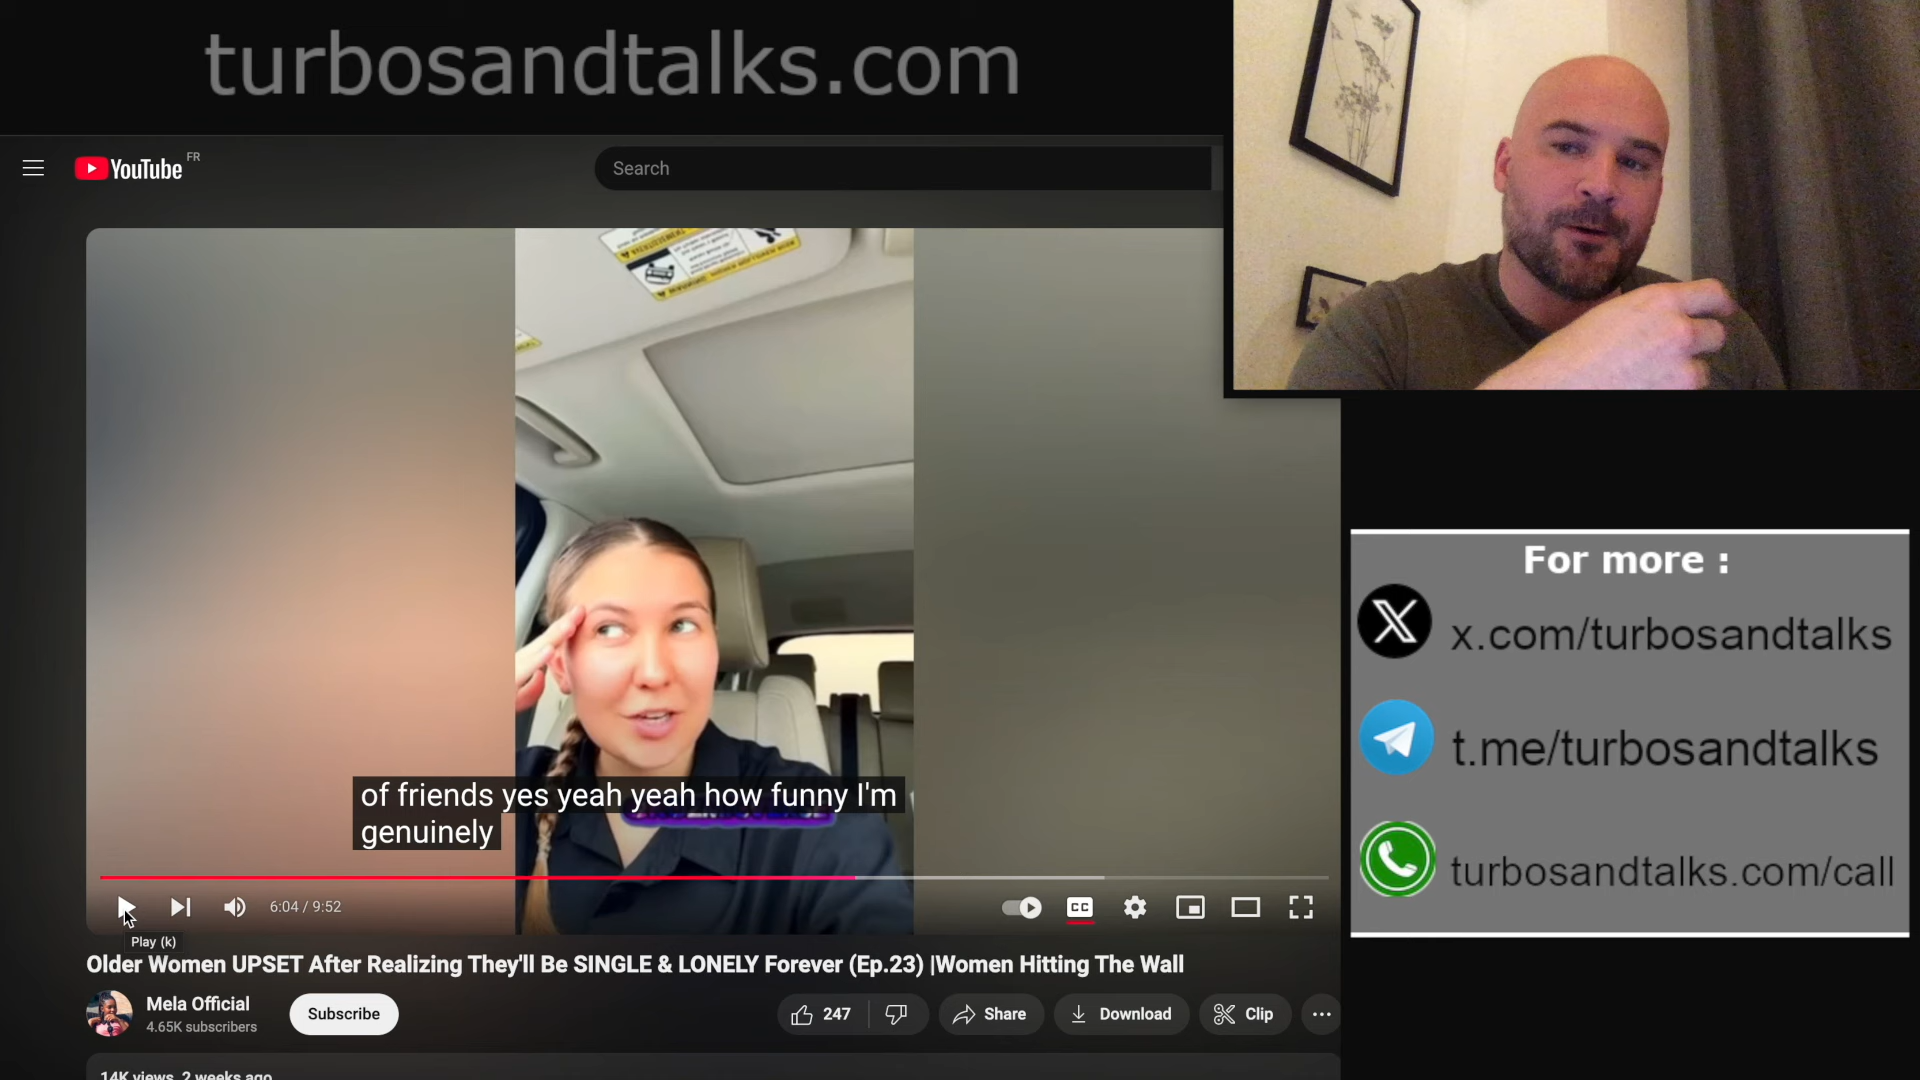 turbosandtalks.com
YouTube FR
Search
of friends yes yeah yeah how funny I'm
genuinely
6:04 / 9:52
CC
Play (k)
Older Women UPSET After Realizing They'll Be SINGLE & LONELY Forever (Ep.23) |Women Hitting The Wall
Mela Official
4.65K subscribers
Subscribe
247
Share
Download
Clip
14K views 2 weeks ago
For more :
x.com/turbosandtalks
t.me/turbosandtalks
turbosandtalks.com/call